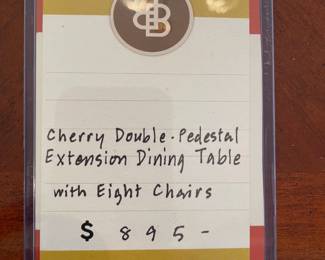 Cherry Double-Pedestal
Extension Dining Table
with Eight Chairs
$ 895-